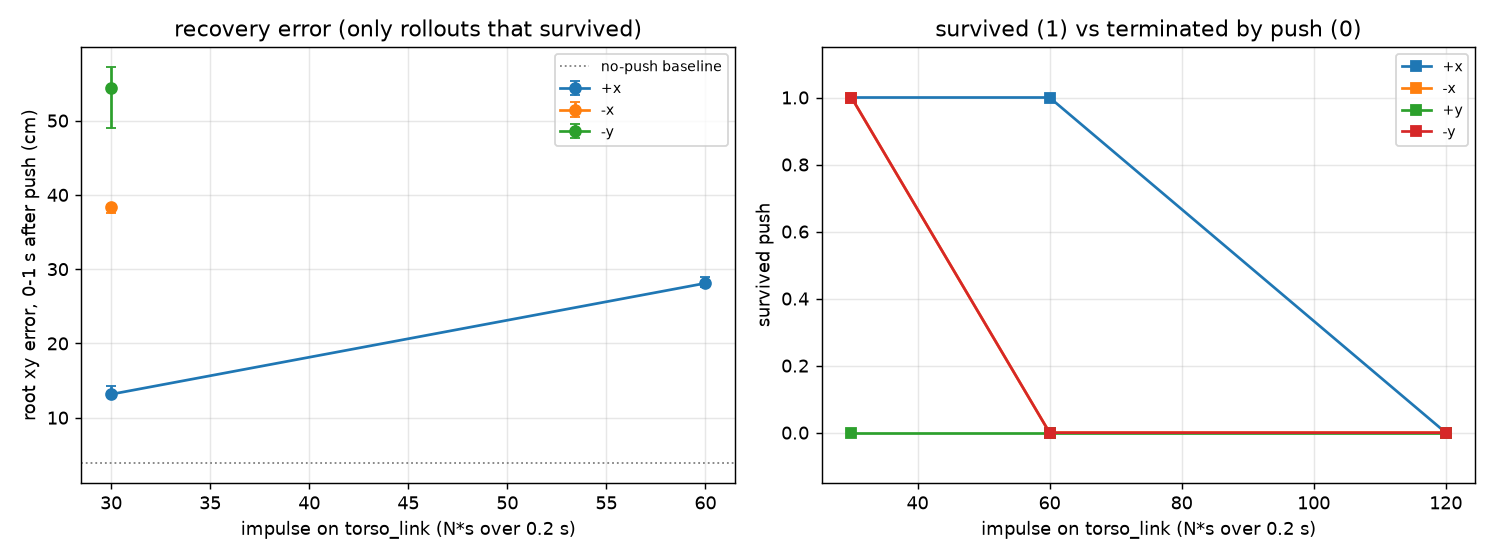 recovery error (only rollouts that survived)
root xy error, 0-1 s after push (cm)
50
40
30
20
10
30 35 40 45 50 55 60
impulse on torso_link (N*s over 0.2 s)
no-push baseline
+x
-x
-y
survived (1) vs terminated by push (0)
survived push
1.0
0.8
0.6
0.4
0.2
0.0
40 60 80 100 120
impulse on torso_link (N*s over 0.2 s)
+x
-x
+y
-y